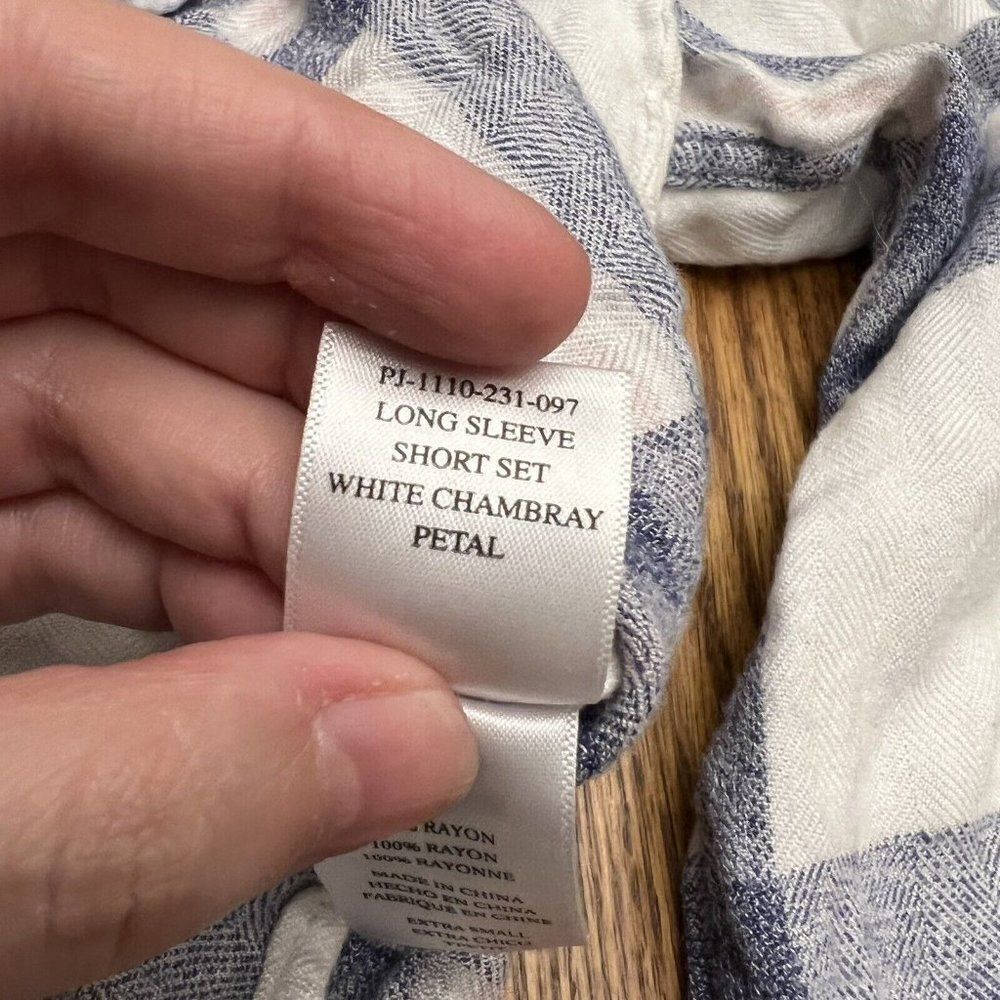 PJ-1110-231-097
LONG SLEEVE
SHORT SET
WHITE CHAMBRAY
PETAL
RAYON
100% RAYON
100% RAYONNE
MADE IN CHINA
HECHO EN CHINA
FABRIQUÉ EN CHINE
EXTRA SMALL
EXTRA CHICO